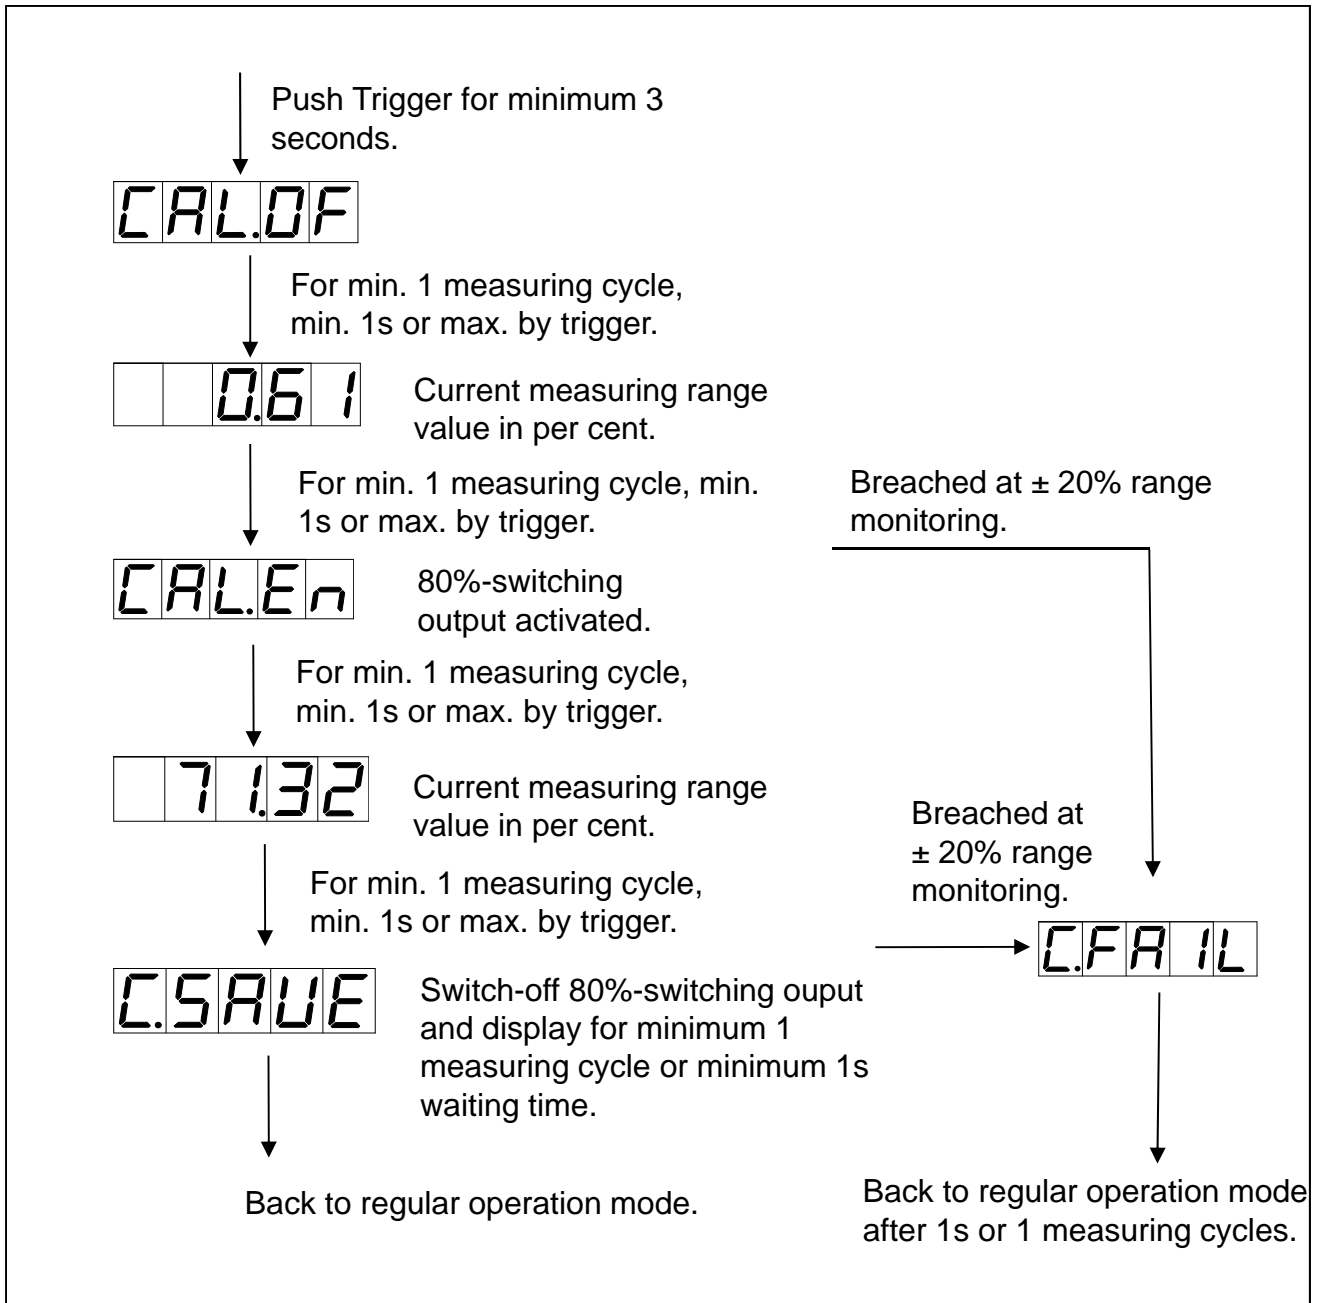 Push Trigger for minimum 3
seconds.
CAL.OF
For min. 1 measuring cycle,
min. 1s or max. by trigger.
0.61
Current measuring range
value in per cent.
For min. 1 measuring cycle, min.
1s or max. by trigger.
Breached at ± 20% range
monitoring.
CAL.En
80%-switching
output activated.
For min. 1 measuring cycle,
min. 1s or max. by trigger.
71.32
Current measuring range
value in per cent.
Breached at
± 20% range
monitoring.
For min. 1 measuring cycle,
min. 1s or max. by trigger.
C.FAIL
C.SAVE
Switch-off 80%-switching ouput
and display for minimum 1
measuring cycle or minimum 1s
waiting time.
Back to regular operation mode.
Back to regular operation mode
after 1s or 1 measuring cycles.